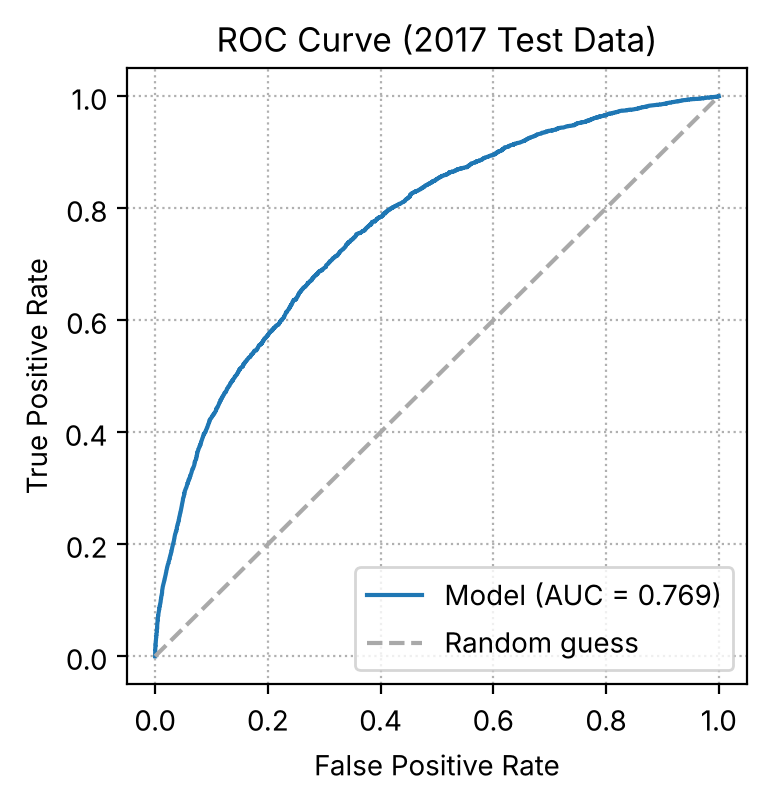 ROC Curve (2017 Test Data)
True Positive Rate
1.0
0.8
0.6
0.4
0.2
0.0
Model (AUC = 0.769)
Random guess
0.0 0.2 0.4 0.6 0.8 1.0
False Positive Rate